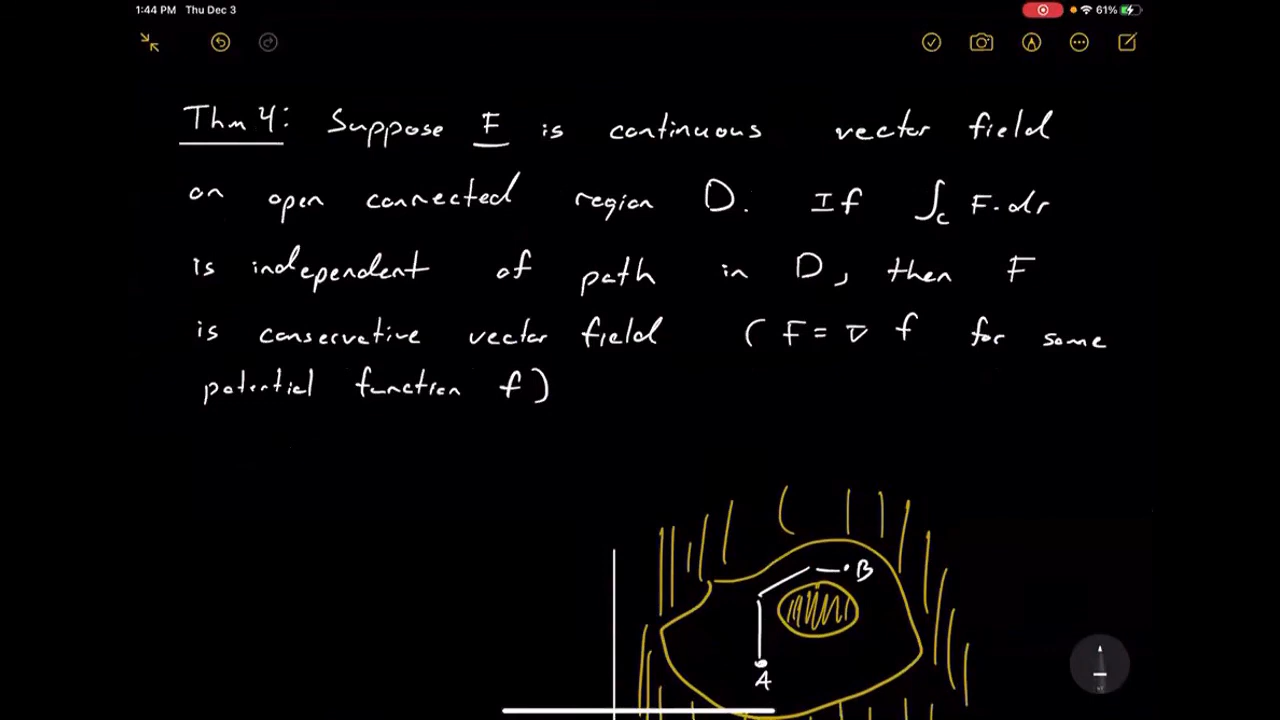 1:44 PM Thu Dec 3
61%
Thm 4: Suppose F is continuous vector field
on open connected region D. If ∫c F·dr
is independent of path in D, then F
is conservative vector field (F = ∇ f for some
potential function f)
B
A